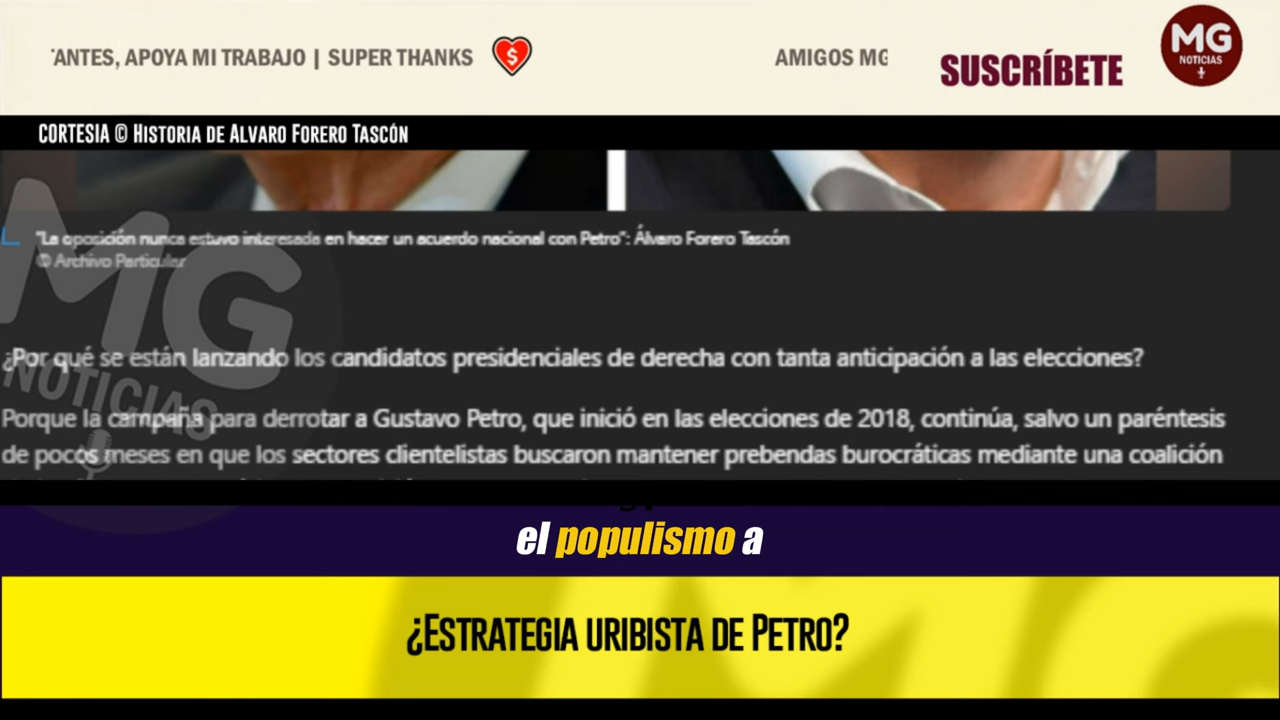 'ANTES, APOYA MI TRABAJO | SUPER THANKS
AMIGOS MG
SUSCRÍBETE
MG
NOTICIAS
CORTESIA © HISTORIA DE ALVARO FORERO TASCÓN
"La oposición nunca estuvo interesada en hacer un acuerdo nacional con Petro": Álvaro Forero Tascón
© Archivo Particular
MG
NOTICIAS
¿Por qué se están lanzando los candidatos presidenciales de derecha con tanta anticipación a las elecciones?
Porque la campaña para derrotar a Gustavo Petro, que inició en las elecciones de 2018, continúa, salvo un paréntesis
de pocos meses en que los sectores clientelistas buscaron mantener prebendas burocráticas mediante una coalición
el populismo a
¿ESTRATEGIA URIBISTA DE PETRO?